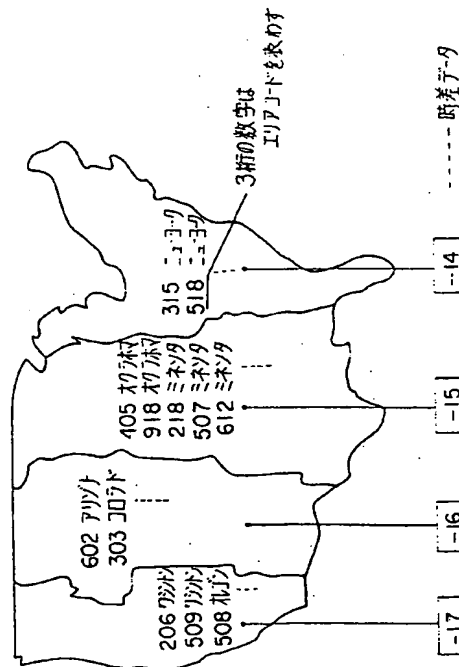 206 ワシントン
509 ワシントン
508 オレゴン
602 アリゾナ
303 コロラド
405 オクラホマ
918 オクラホマ
218 ミネソタ
507 ミネソタ
612 ミネソタ
315 ニューヨーク
518 ニューヨーク
3桁の数字は
エリアコードを表わす
-17
-16
-15
-14
時差データ